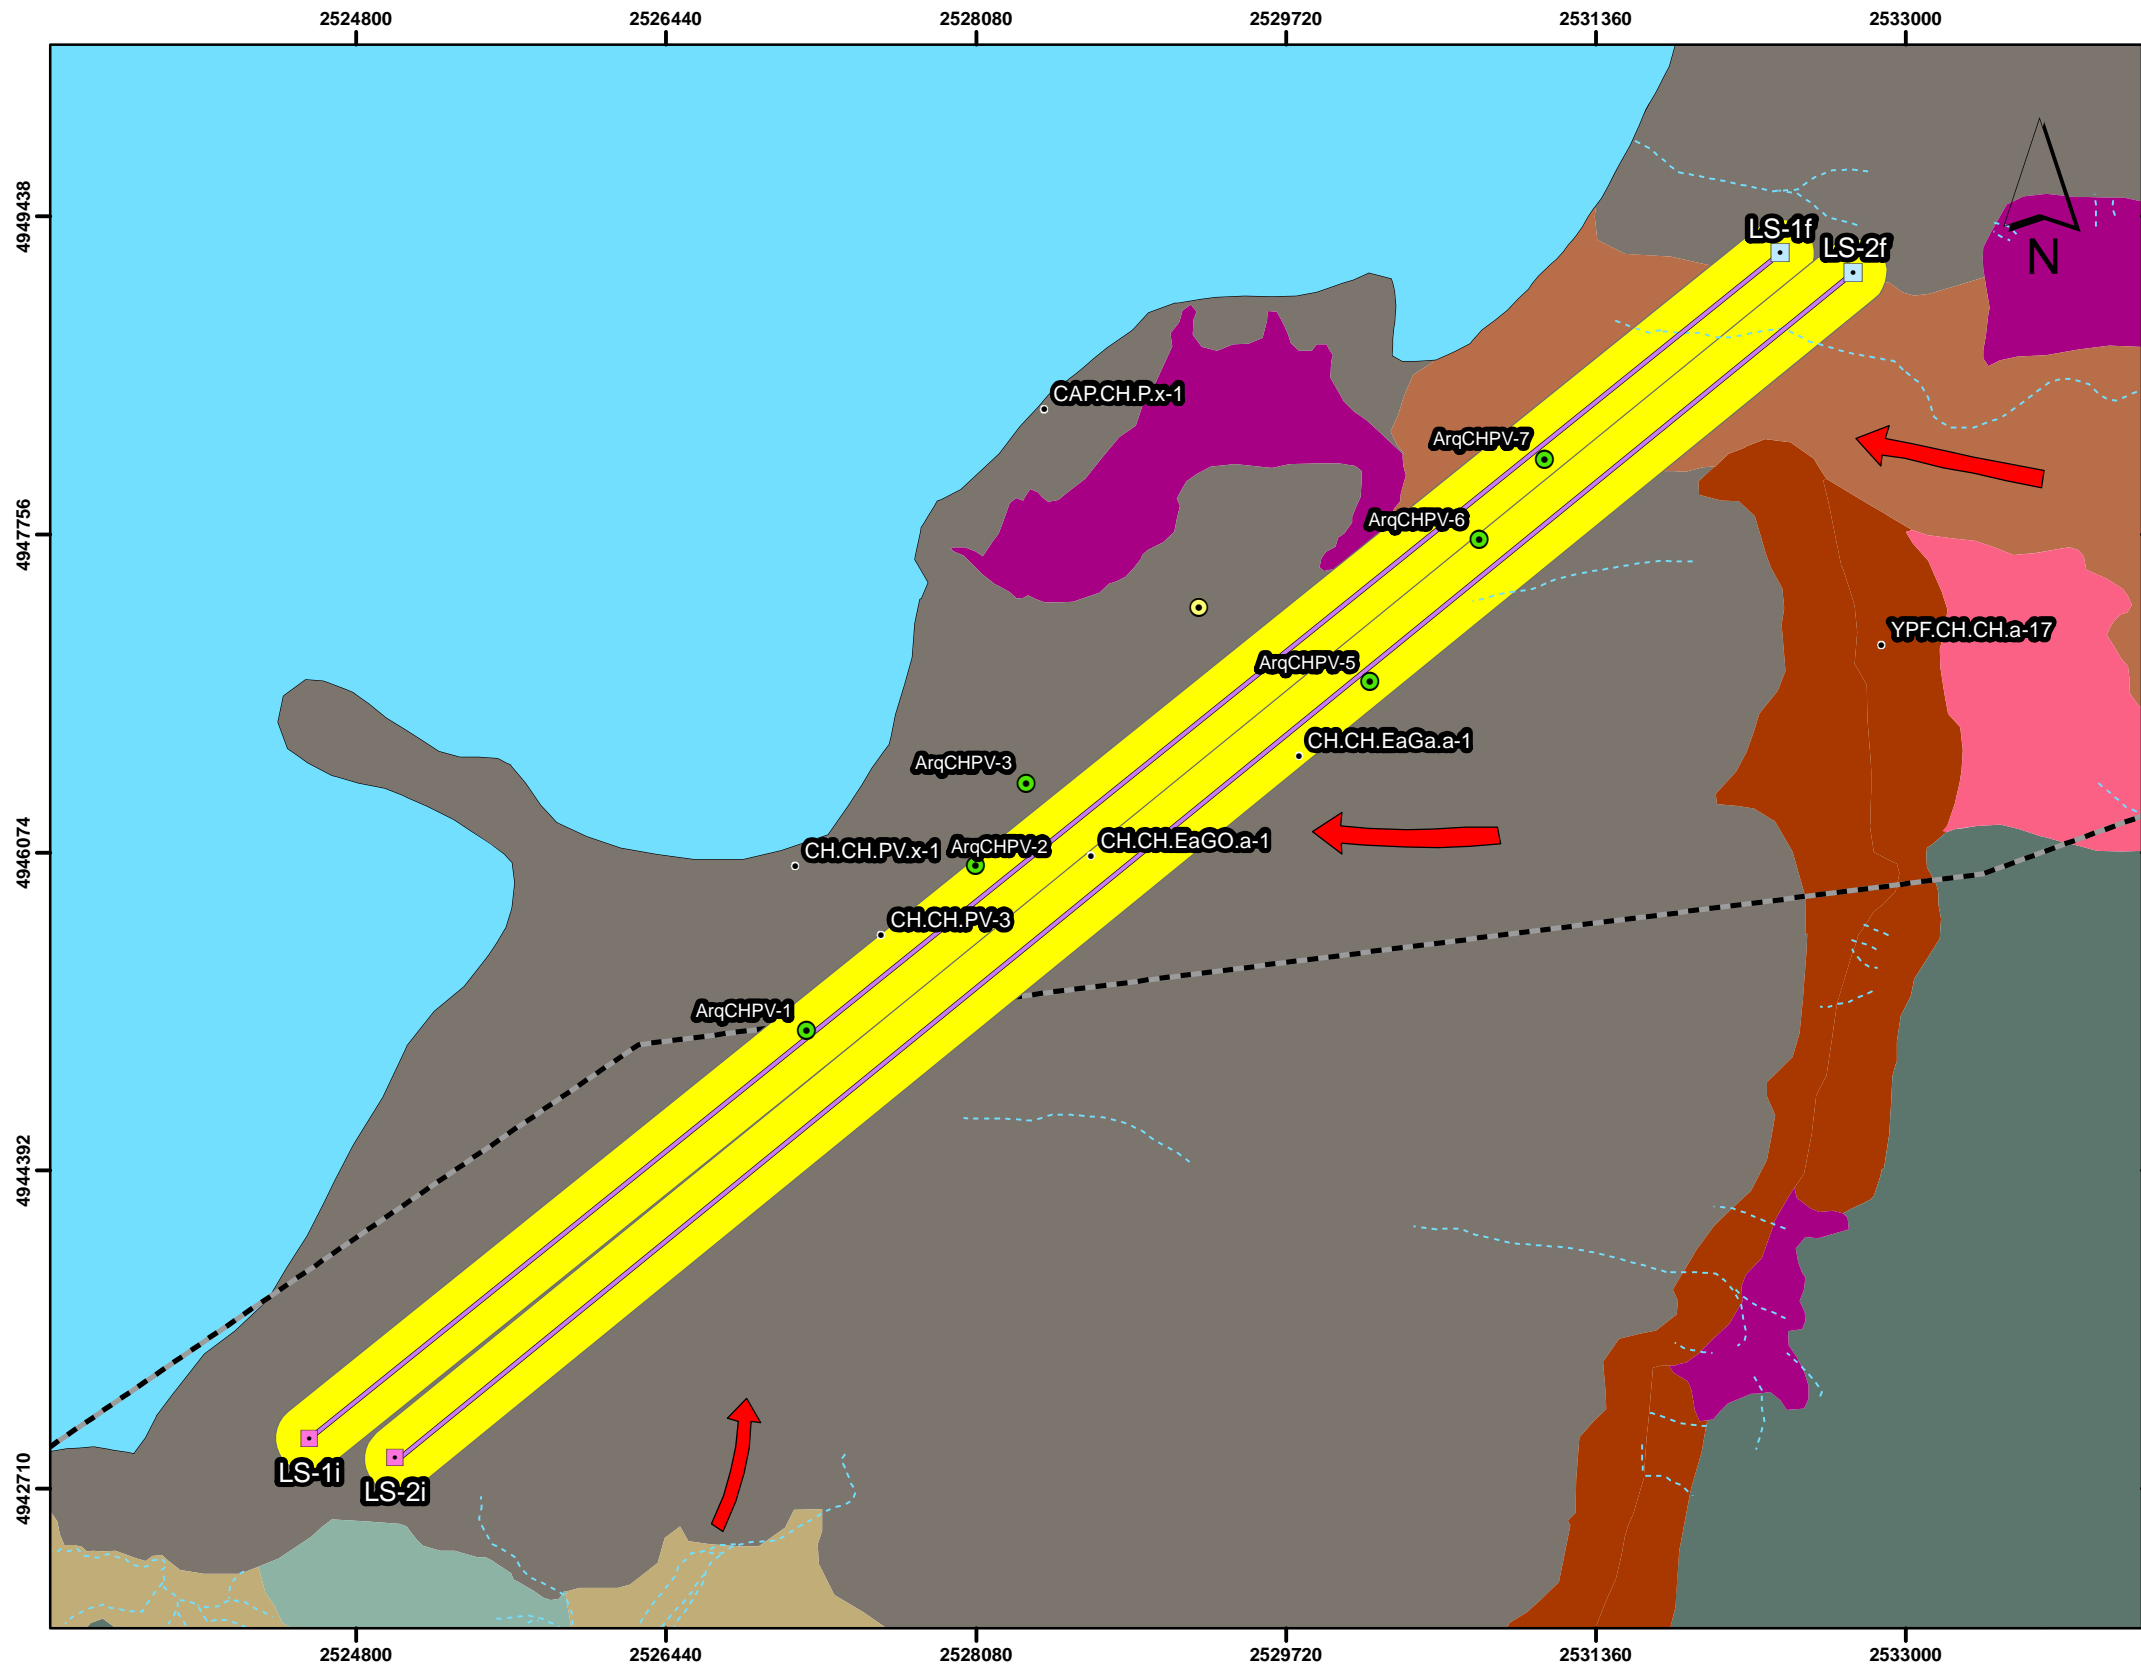 2524800 2526440 2528080 2529720 2531360 2533000
4949438
LS-1f
LS-2f
N
CAP.CH.P.x-1
ArqCHPV-7
4947756
ArqCHPV-6
YPF.CH.CH.a-17
ArqCHPV-5
CH.CH.EaGa.a-1
ArqCHPV-3
4946074
CH.CH.PV.x-1
ArqCHPV-2
CH.CH.EaGO.a-1
CH.CH.PV-3
ArqCHPV-1
4944392
4942710
LS-1i
LS-2i
2524800 2526440 2528080 2529720 2531360 2533000